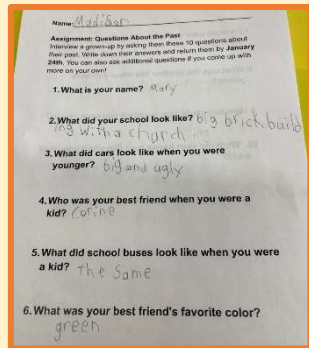 Name: Madison
Assignment: Questions About the Past
Interview a grown-up by asking them these 10 questions about
their past. Write down their answers and return them by January
24th. You can also ask additional questions if you come up with
more on your own!
1. What is your name? Mary
2. What did your school look like? big brick build
ing with a church
3. What did cars look like when you were
younger? big and ugly
4. Who was your best friend when you were a
kid? Corine
5. What did school buses look like when you were
a kid? The Same
6. What was your best friend's favorite color?
green